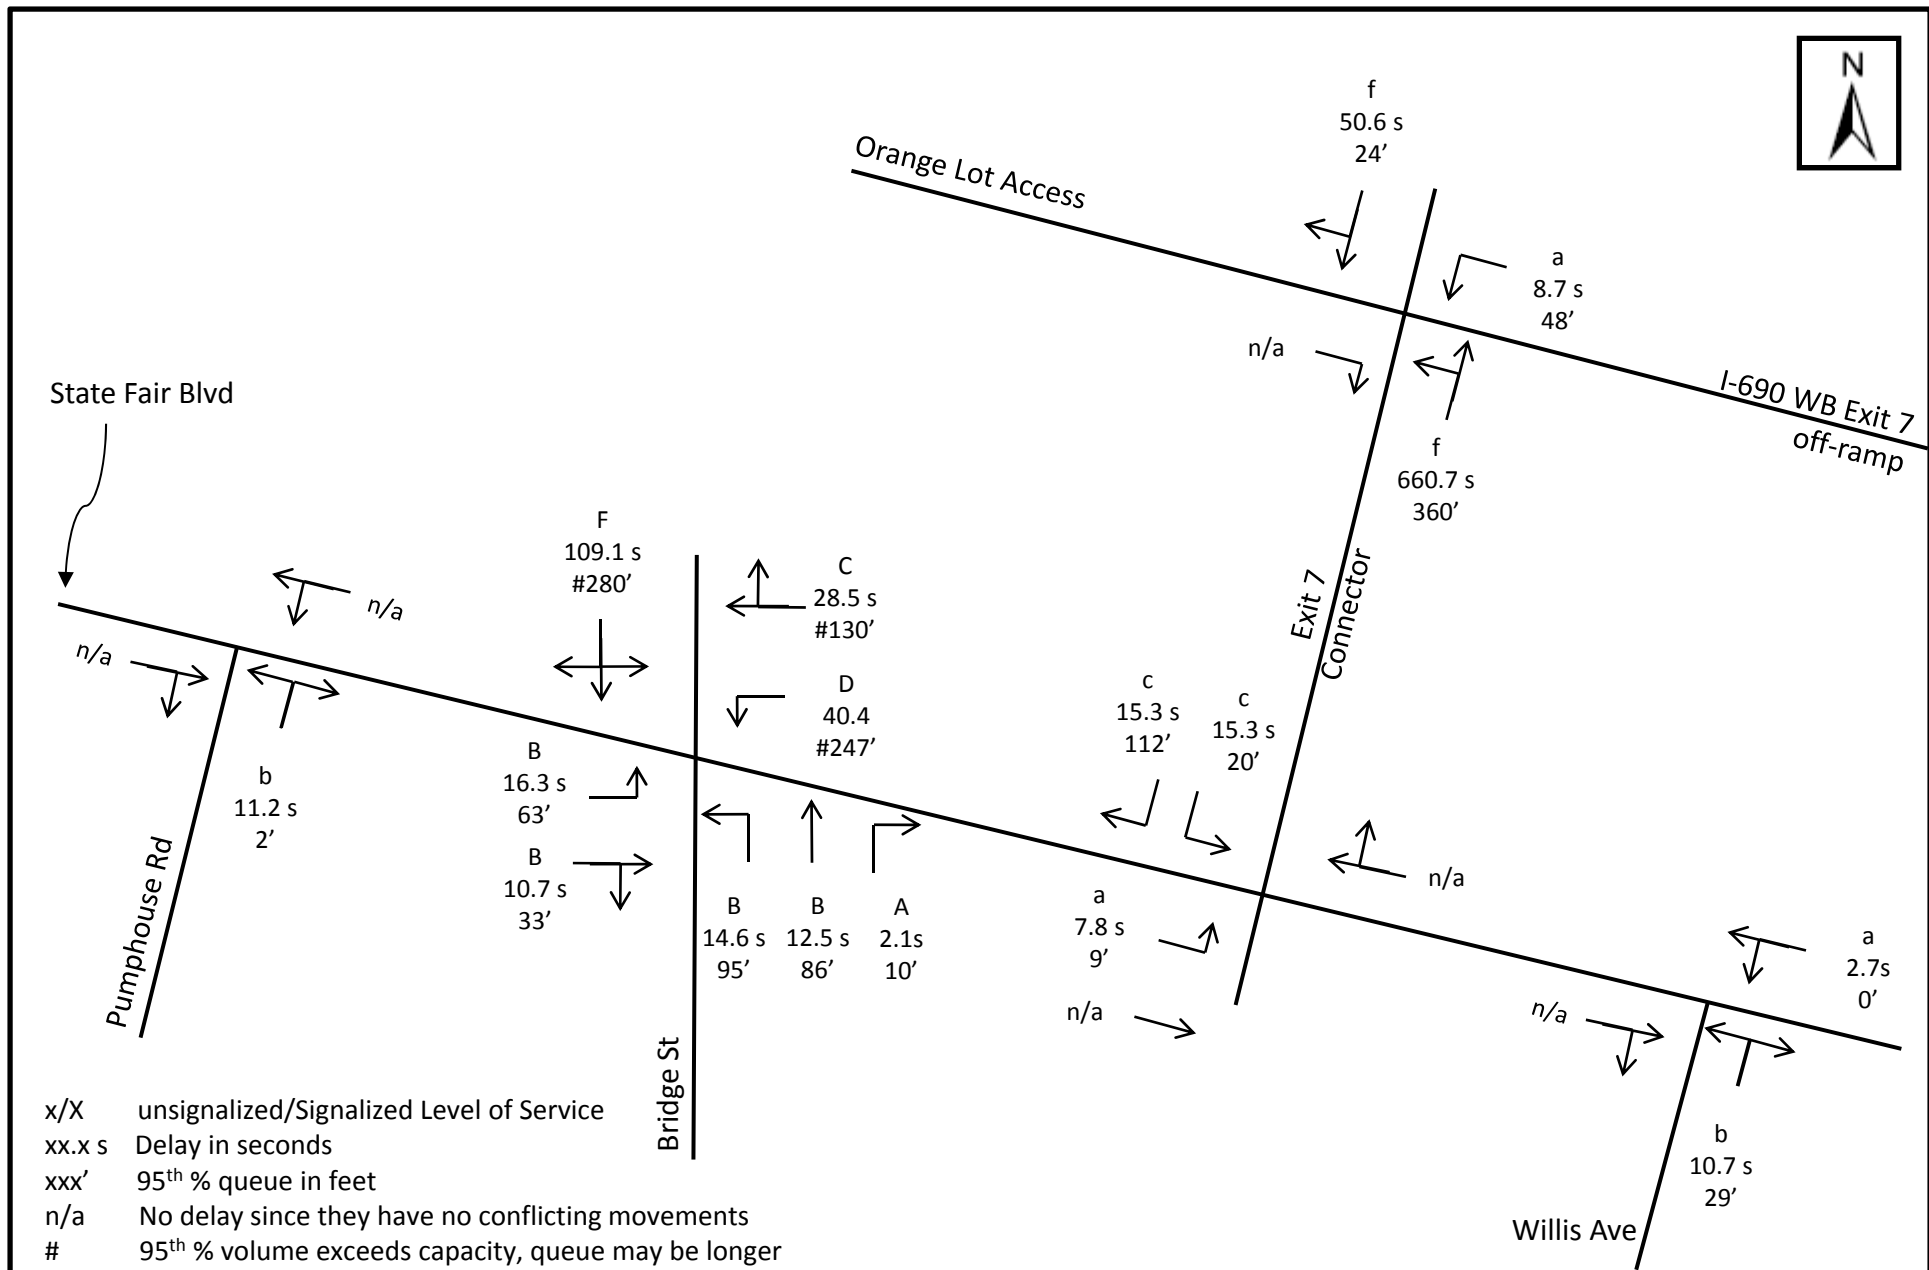 N
f
50.6 s
24’
Orange Lot Access
a
8.7 s
48’
n/a
I-690 WB Exit 7
off-ramp
f
660.7 s
360’
State Fair Blvd
F
109.1 s
#280’
C
28.5 s
#130’
n/a
n/a
Exit 7
Connector
D
40.4
#247’
c
15.3 s
112’
c
15.3 s
20’
b
11.2 s
2’
B
16.3 s
63’
B
10.7 s
33’
Pumphouse Rd
B
14.6 s
95’
B
12.5 s
86’
A
2.1s
10’
a
7.8 s
9’
n/a
n/a
a
2.7s
0’
n/a
Bridge St
b
10.7 s
29’
Willis Ave
x/X unsignalized/Signalized Level of Service
xx.x s Delay in seconds
xxx’ 95th % queue in feet
n/a No delay since they have no conflicting movements
# 95th % volume exceeds capacity, queue may be longer